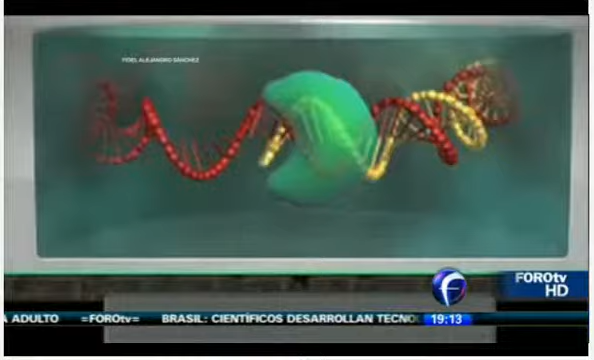 FIDEL ALEJANDRO SÁNCHEZ
FOROtv
HD
A ADULTO =FOROtv= BRASIL: CIENTÍFICOS DESARROLLAN TECNO 19:13